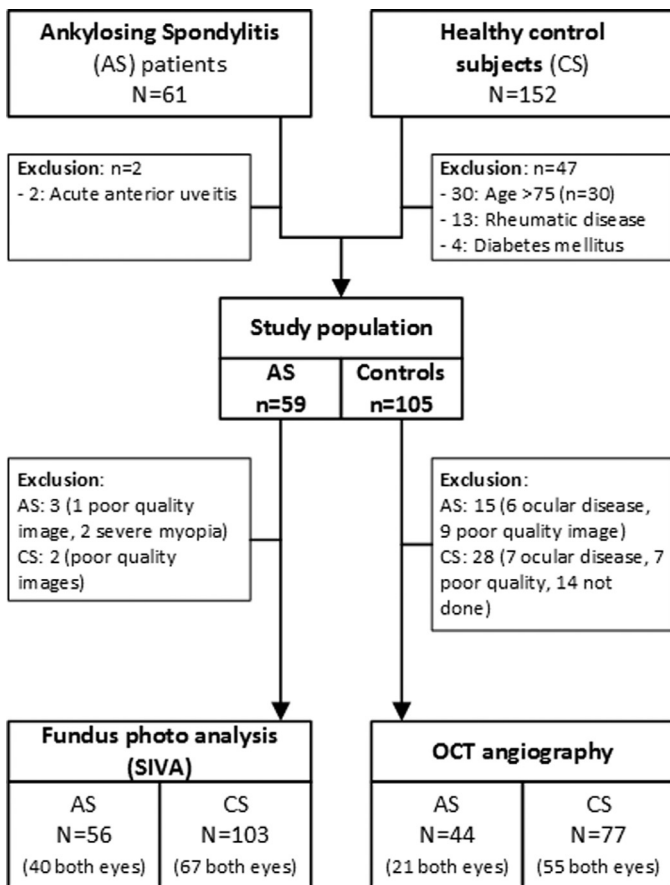 Ankylosing Spondylitis
(AS) patients
N=61
Healthy control
subjects (CS)
N=152
Exclusion: n=2
- 2: Acute anterior uveitis
Exclusion: n=47
- 30: Age >75 (n=30)
- 13: Rheumatic disease
- 4: Diabetes mellitus
Study population
AS
n=59
Controls
n=105
Exclusion:
AS: 3 (1 poor quality
image, 2 severe myopia)
CS: 2 (poor quality
images)
Exclusion:
AS: 15 (6 ocular disease,
9 poor quality image)
CS: 28 (7 ocular disease, 7
poor quality, 14 not
done)
Fundus photo analysis
(SIVA)
AS
N=56
(40 both eyes)
CS
N=103
(67 both eyes)
OCT angiography
AS
N=44
(21 both eyes)
CS
N=77
(55 both eyes)